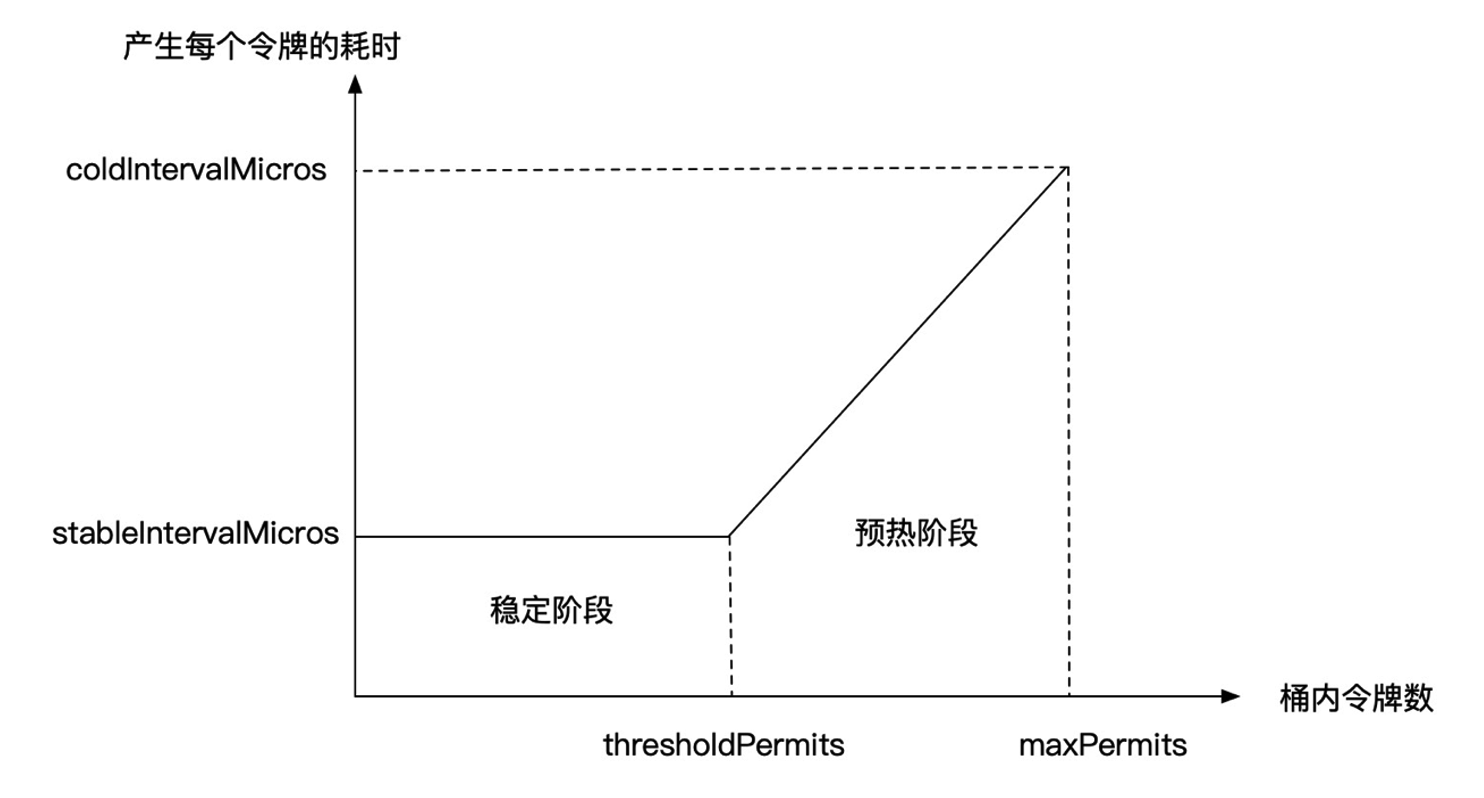 产生每个令牌的耗时
coldIntervalMicros
stableIntervalMicros
预热阶段
稳定阶段
桶内令牌数
thresholdPermits
maxPermits